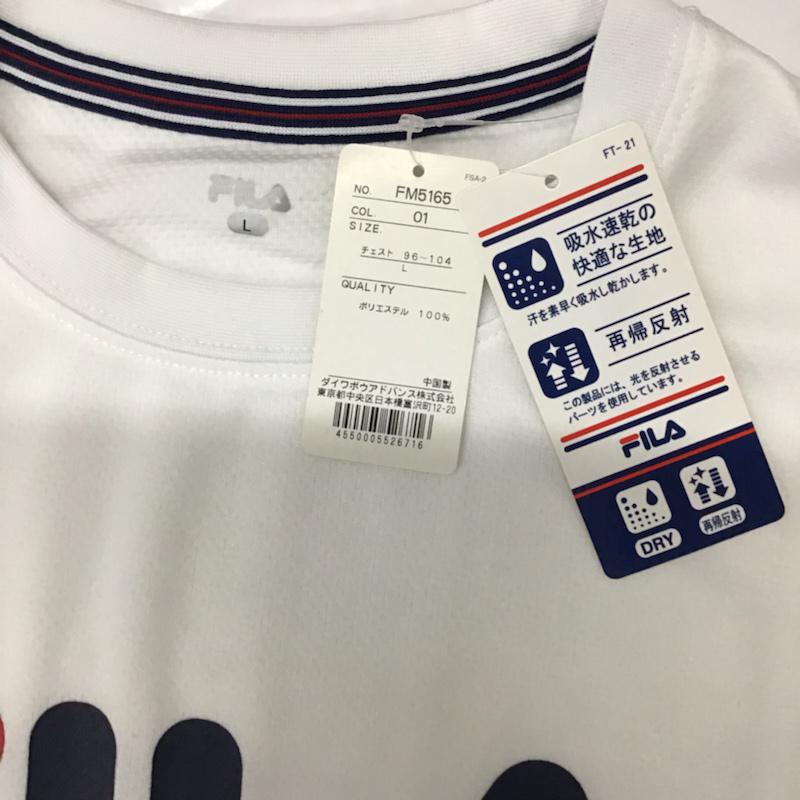 FILA
L
FSA-2
NO. FM5165
COL. 01
SIZE.
チェスト 96~104
L
QUALITY
ポリエステル 100%
中国製
ダイワボウアドバンス株式会社
東京都中央区日本橋富沢町12-20
4550005526716
FT-21
吸水速乾の
快適な生地
汗を素早く吸水し乾かします。
再帰反射
この製品には、光を反射させる
パーツを使用しています。
FILA
DRY
再帰反射